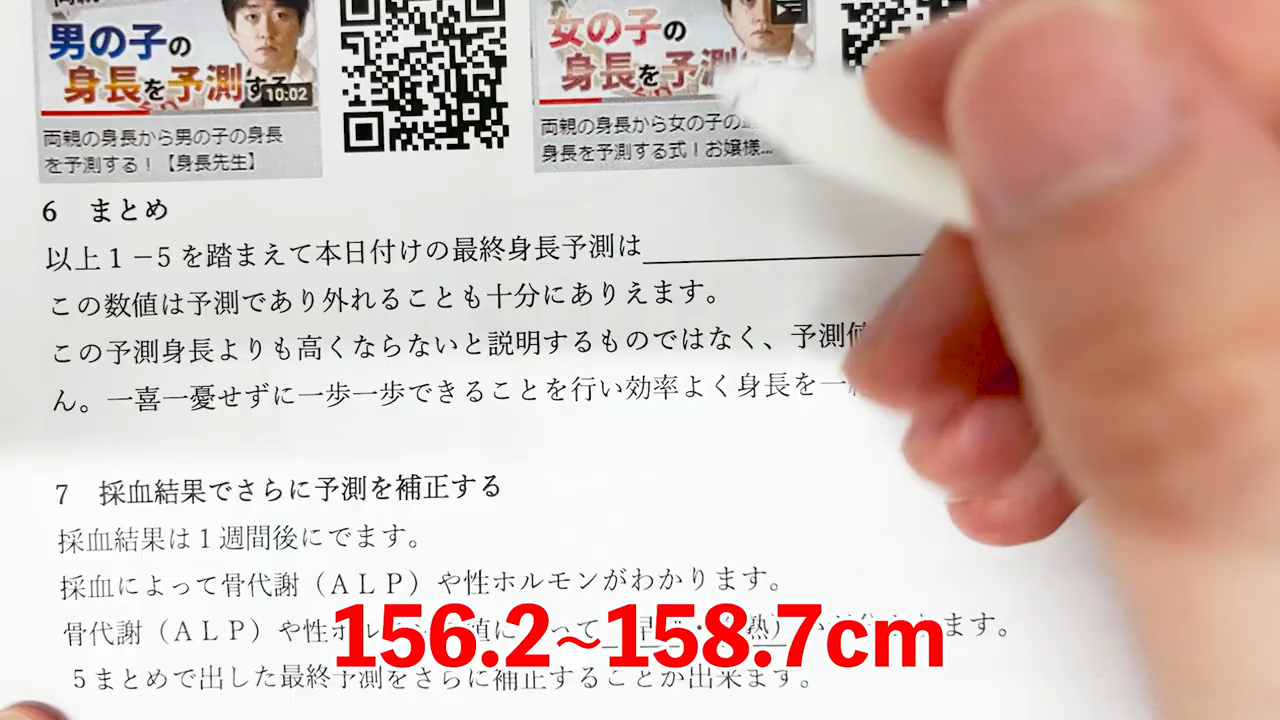 男の子の
身長を予測する
10:02
両親の身長から男の子の身長
を予測する！【身長先生】
女の子の
身長を予測
両親の身長から女の子の
身長を予測する式！お嬢様...
6 まとめ
以上１－５を踏まえて本日付けの最終身長予測は
この数値は予測であり外れることも十分にありえます。
この予測身長よりも高くならないと説明するものではなく、予測値
ん。一喜一憂せずに一歩一歩できることを行い効率よく身長を一
7 採血結果でさらに予測を補正する
採血結果は１週間後にでます。
採血によって骨代謝（ＡＬＰ）や性ホルモンがわかります。
骨代謝（ＡＬＰ）や性ホル 値に って 早 ・ 熟） ます。
156.2~158.7cm
５まとめで出した最終予測をさらに補正することが出来ます。